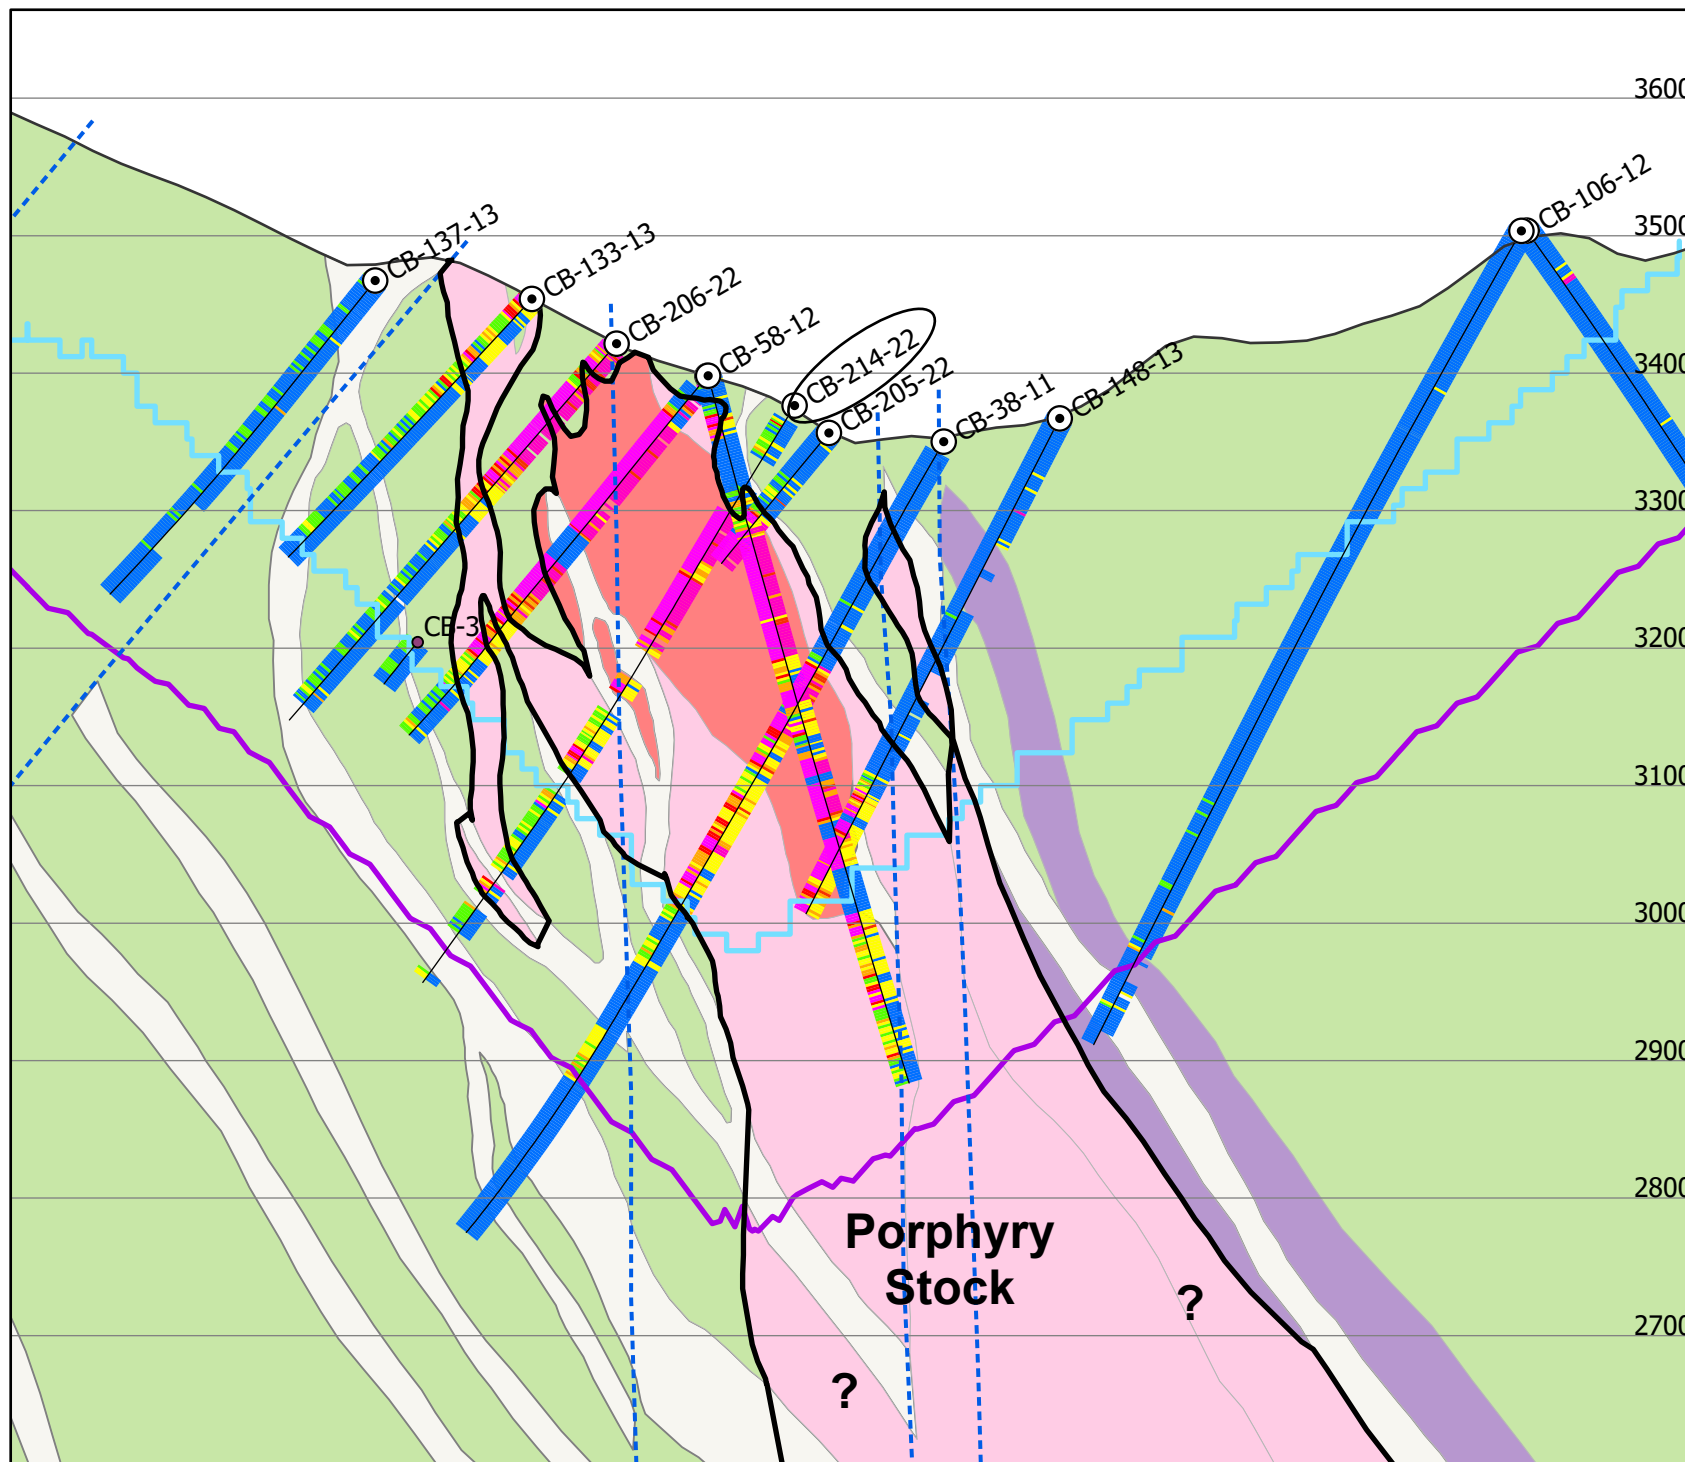 3600
CB-106-12
3500
CB-137-13
CB-133-13
CB-206-22
CB-58-12
CB-214-22
CB-205-22
CB-38-11
CB-148-13
3400
3300
CB-3
3200
3100
3000
2900
2800
Porphyry
Stock
?
2700
?